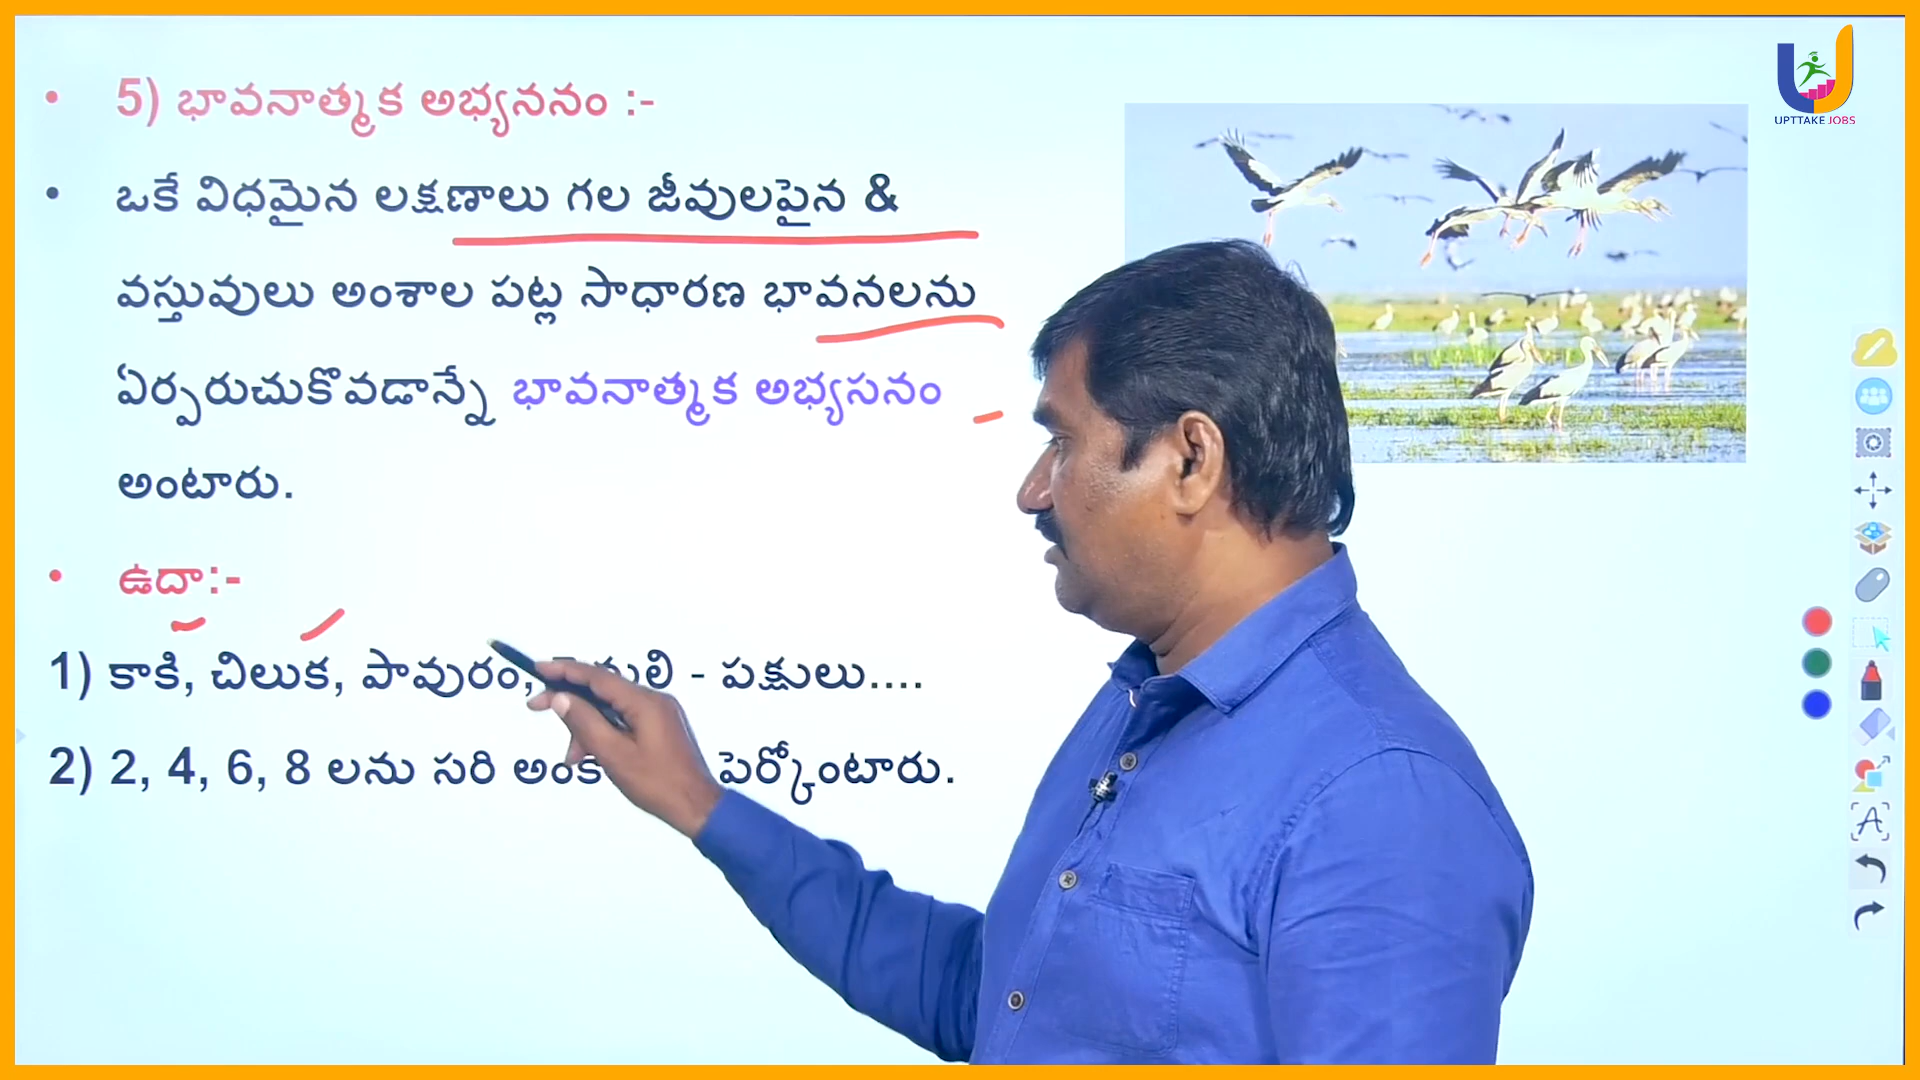 5) భావనాత్మక అభ్యననం :-
ఒకే విధమైన లక్షణాలు గల జీవులపైన &
వస్తువులు అంశాల పట్ల సాధారణ భావనలను
ఏర్పరుచుకొవడాన్నే భావనాత్మక అభ్యసనం
అంటారు.
ఉదా:-
1) కాకి, చిలుక, పావురం, - పక్షులు....
2) 2, 4, 6, 8 లను సరి పెర్కోంటారు.
UPTTAKE JOBS